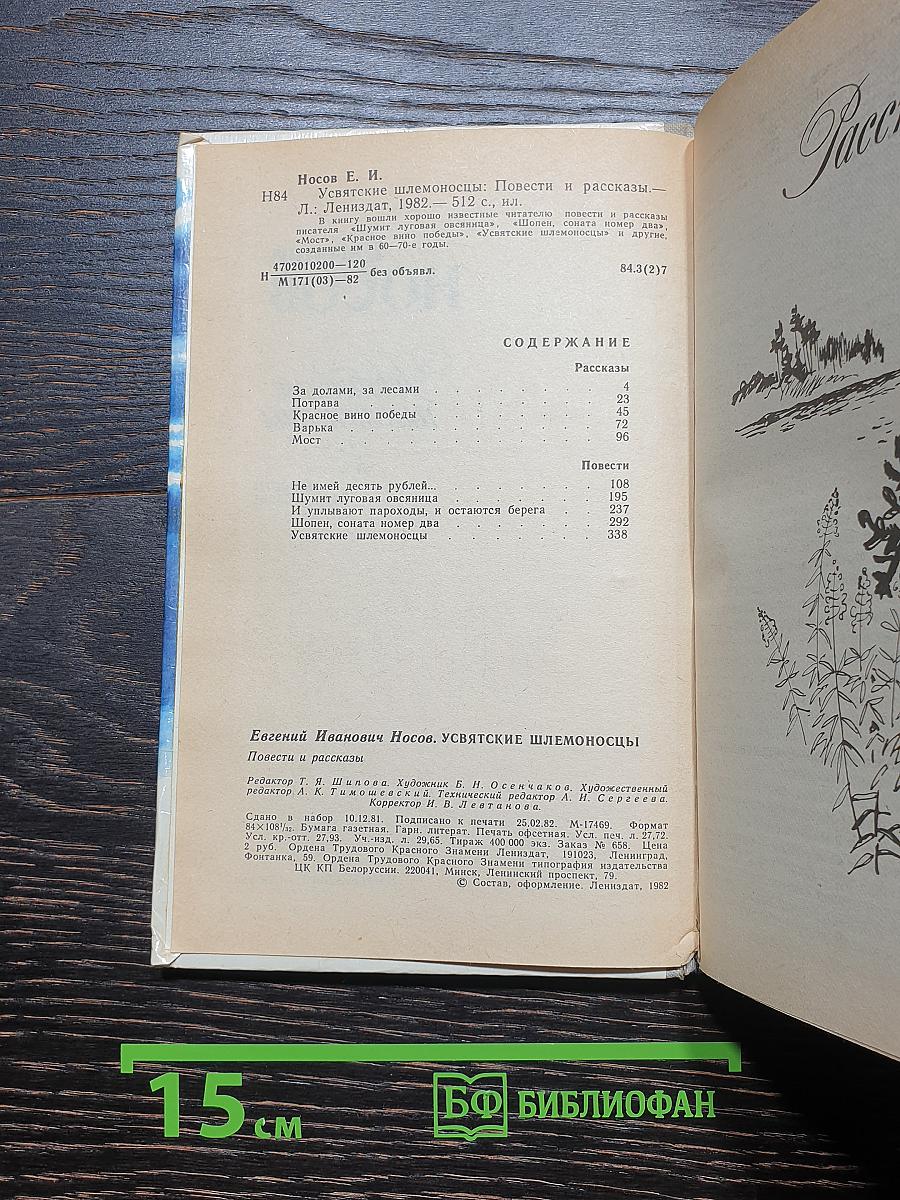 Носов Е. И.
Н84 Усвятские шлемоносцы: Повести и рассказы.—
Л.: Лениздат, 1982.— 512 с., ил.
В книгу вошли хорошо известные читателю повести и рассказы
писателя «Шумит луговая овсяница», «Шопен, соната номер два»,
«Мост», «Красное вино победы», «Усвятские шлемоносцы» и другие,
созданные им в 60—70-е годы.
Н 4702010200—120
М 171(03)—82 без объявл. 84.3(2)7
СОДЕРЖАНИЕ
Рассказы
За долами, за лесами . . . . . . . . 4
Потрава . . . . . . . . . . 23
Красное вино победы . . . . . . . . 45
Варька . . . . . . . . . . 72
Мост . . . . . . . . . . 96
Повести
Не имей десять рублей... . . . . . . . 108
Шумит луговая овсяница . . . . . . . 195
И уплывают пароходы, и остаются берега . . 237
Шопен, соната номер два . . . . . . . 292
Усвятские шлемоносцы . . . . . . . 338
Евгений Иванович Носов. УСВЯТСКИЕ ШЛЕМОНОСЦЫ
Повести и рассказы
Редактор Т. Я. Шипова. Художник Б. Н. Осенчаков. Художественный
редактор А. К. Тимошевский. Технический редактор А. И. Сергеева.
Корректор И. В. Левтанова.
Сдано в набор 10.12.81. Подписано к печати 25.02.82. М-17469. Формат
84×108¹/₃₂. Бумага газетная. Гарн. литерат. Печать офсетная. Усл. печ. л. 27,72.
Усл. кр.-отт. 27,93. Уч.-изд. л. 29,65. Тираж 400 000 экз. Заказ № 658. Цена
2 руб. Ордена Трудового Красного Знамени Лениздат, 191023, Ленинград,
Фонтанка, 59. Ордена Трудового Красного Знамени типография издательства
ЦК КП Белоруссии. 220041, Минск, Ленинский проспект, 79.
© Состав, оформление. Лениздат, 1982
Расс
15 см
БФ БИБЛИОФАН